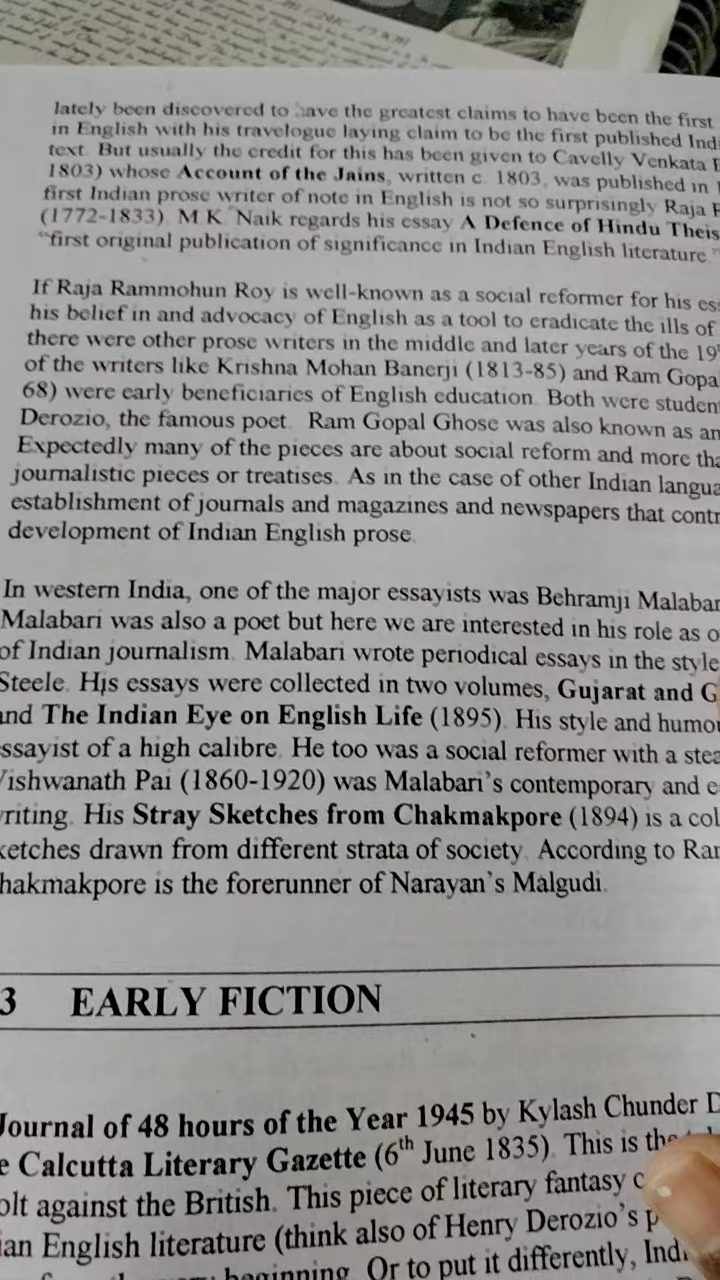 lately been discovered to have the greatest claims to have been the first
in English with his travelogue laying claim to be the first published Ind
text. But usually the credit for this has been given to Cavelly Venkata
1803) whose Account of the Jains, written c. 1803, was published in
first Indian prose writer of note in English is not so surprisingly Raja
(1772-1833). M.K. Naik regards his essay A Defence of Hindu Theis
"first original publication of significance in Indian English literature."
If Raja Rammohun Roy is well-known as a social reformer for his es
his belief in and advocacy of English as a tool to eradicate the ills of
there were other prose writers in the middle and later years of the 19
of the writers like Krishna Mohan Banerji (1813-85) and Ram Gopa
68) were early beneficiaries of English education. Both were studen
Derozio, the famous poet. Ram Gopal Ghose was also known as an
Expectedly many of the pieces are about social reform and more tha
journalistic pieces or treatises. As in the case of other Indian langua
establishment of journals and magazines and newspapers that contr
development of Indian English prose.
In western India, one of the major essayists was Behramji Malabar
Malabari was also a poet but here we are interested in his role as o
of Indian journalism. Malabari wrote periodical essays in the style
Steele. His essays were collected in two volumes, Gujarat and G
and The Indian Eye on English Life (1895). His style and humou
ssayist of a high calibre. He too was a social reformer with a stea
Vishwanath Pai (1860-1920) was Malabari's contemporary and e
riting. His Stray Sketches from Chakmakpore (1894) is a col
ketches drawn from different strata of society. According to Ran
hakmakpore is the forerunner of Narayan's Malgudi.
3 EARLY FICTION
Journal of 48 hours of the Year 1945 by Kylash Chunder D
e Calcutta Literary Gazette (6th June 1835). This is the
olt against the British. This piece of literary fantasy
ian English literature (think also of Henry Derozio's p
beginning. Or to put it differently, Indi